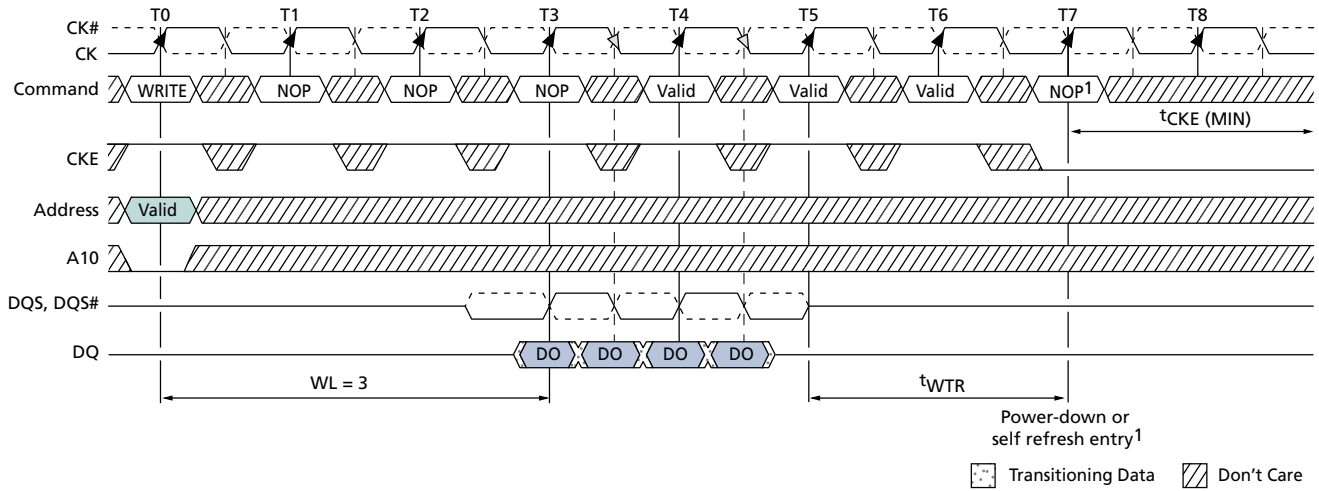 T0 T1 T2 T3 T4 T5 T6 T7 T8
CK#
CK
Command WRITE NOP NOP NOP Valid Valid Valid NOP1
tCKE (MIN)
CKE
Address Valid
A10
DQS, DQS#
DQ DO DO DO DO
WL = 3 tWTR
Power-down or
self refresh entry1
Transitioning Data Don't Care